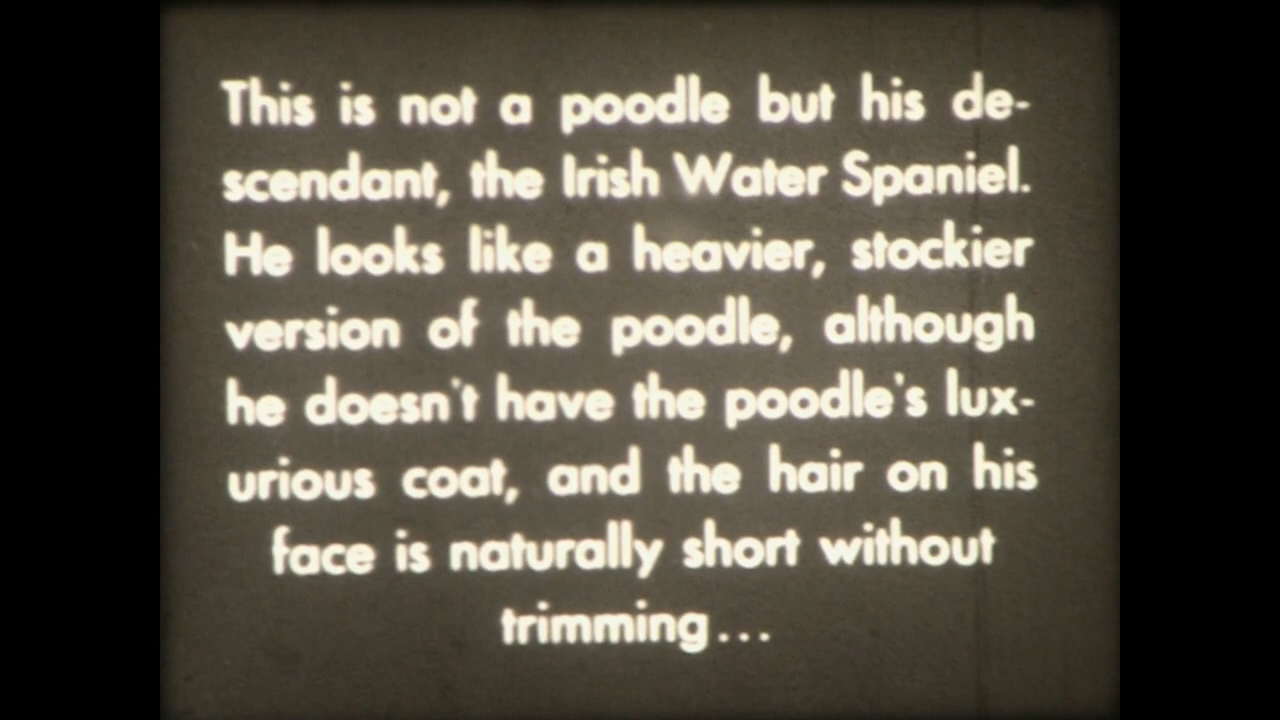 This is not a poodle but his de-
scendant, the Irish Water Spaniel.
He looks like a heavier, stockier
version of the poodle, although
he doesn't have the poodle's lux-
urious coat, and the hair on his
face is naturally short without
trimming...